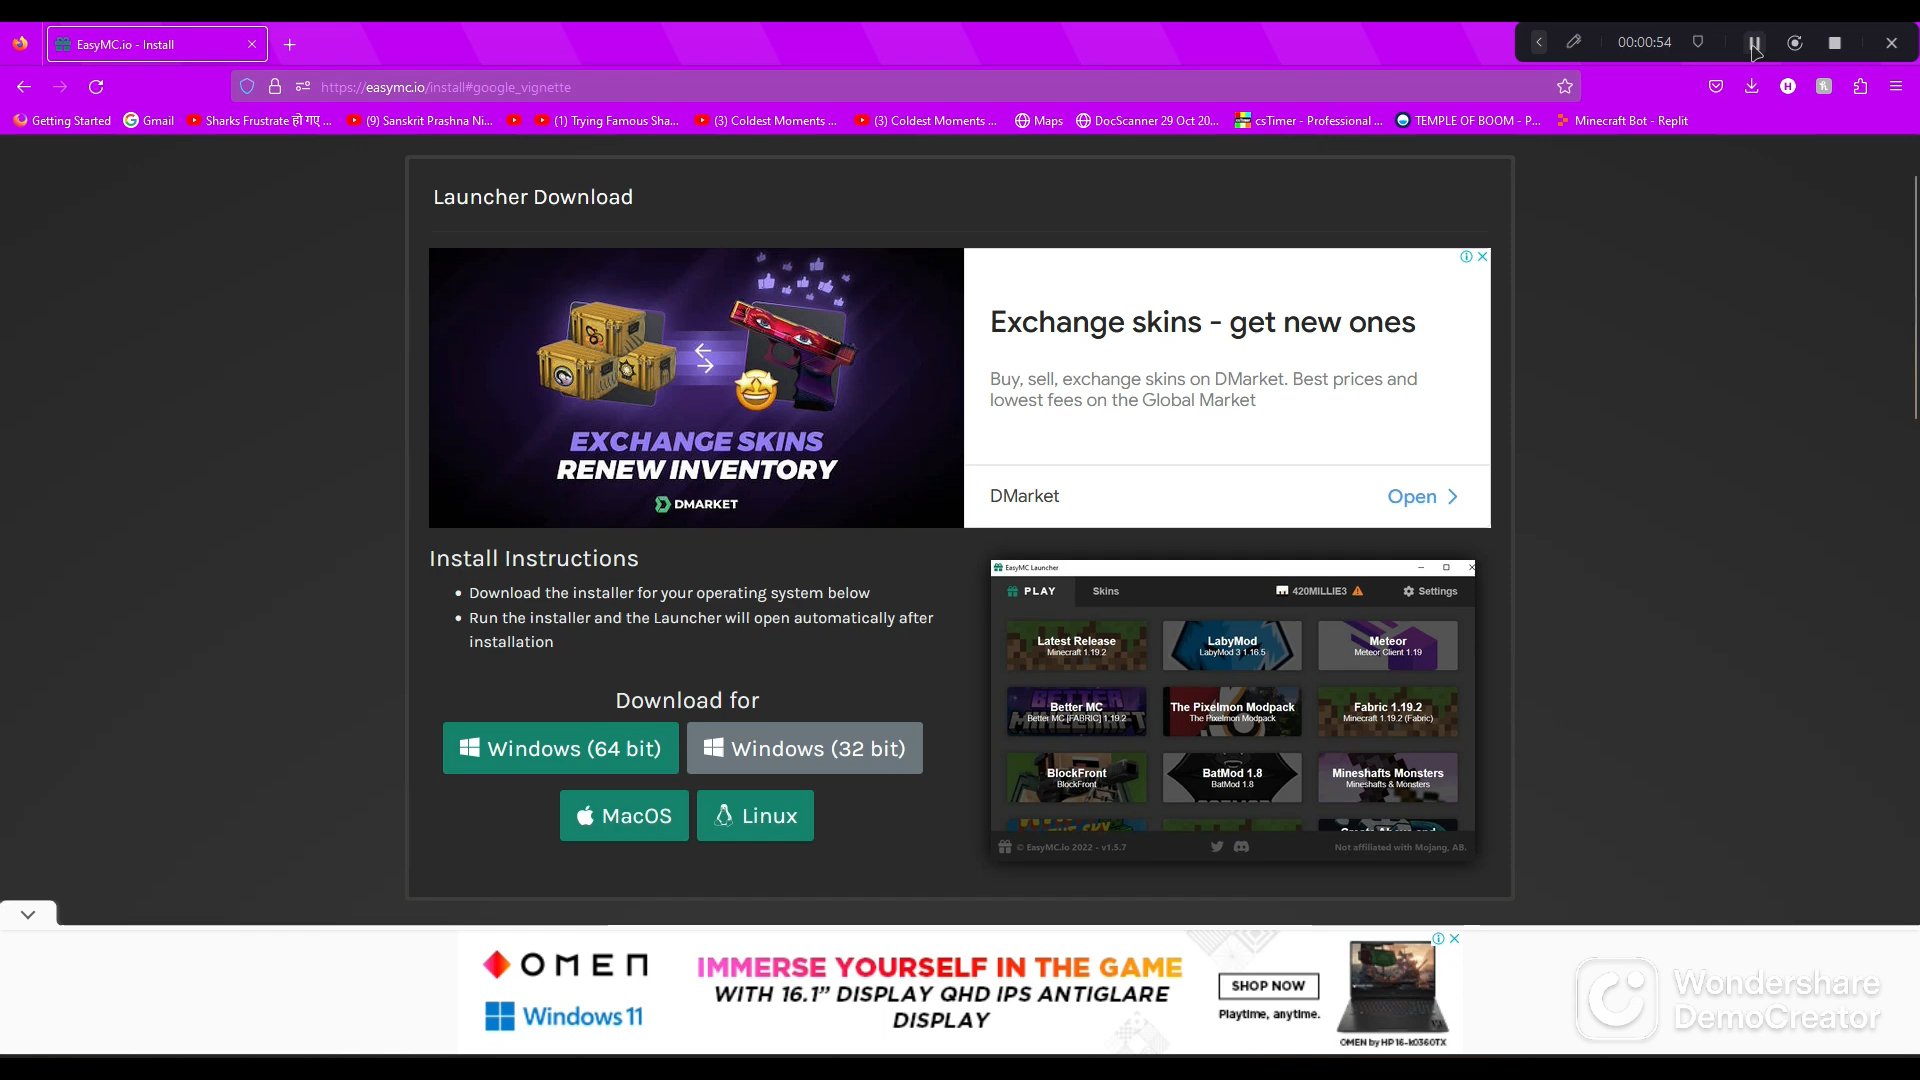 EasyMC.io - Install
00:00:54
https://easymc.io/install#google_vignette
Getting Started
Gmail
Sharks Frustrate हो गए ...
(9) Sanskrit Prashna Ni...
(1) Trying Famous Sha...
(3) Coldest Moments ...
(3) Coldest Moments ...
Maps
DocScanner 29 Oct 20...
csTimer - Professional ...
TEMPLE OF BOOM - P...
Minecraft Bot - Replit
Launcher Download
EXCHANGE SKINS
RENEW INVENTORY
DMARKET
Exchange skins - get new ones
Buy, sell, exchange skins on DMarket. Best prices and
lowest fees on the Global Market
DMarket
Open
Install Instructions
• Download the installer for your operating system below
• Run the installer and the Launcher will open automatically after
installation
Download for
Windows (64 bit)
Windows (32 bit)
MacOS
Linux
EasyMC Launcher
PLAY
Skins
420MILLIE3
Settings
Latest Release
Minecraft 1.19.2
LabyMod
LabyMod 3 1.16.5
Meteor
Meteor Client 1.19
Better MC
Better MC [FABRIC] 1.19.2
The Pixelmon Modpack
The Pixelmon Modpack
Fabric 1.19.2
Minecraft 1.19.2 (Fabric)
BlockFront
BlockFront
BatMod 1.8
BatMod 1.8
Mineshafts Monsters
Mineshafts & Monsters
© EasyMC.io 2022 - v1.5.7
Not affiliated with Mojang, AB.
OMEN
Windows 11
IMMERSE YOURSELF IN THE GAME
WITH 16.1” DISPLAY QHD IPS ANTIGLARE
DISPLAY
SHOP NOW
Playtime, anytime.
OMEN by HP 16-k0360TX
Wondershare
DemoCreator